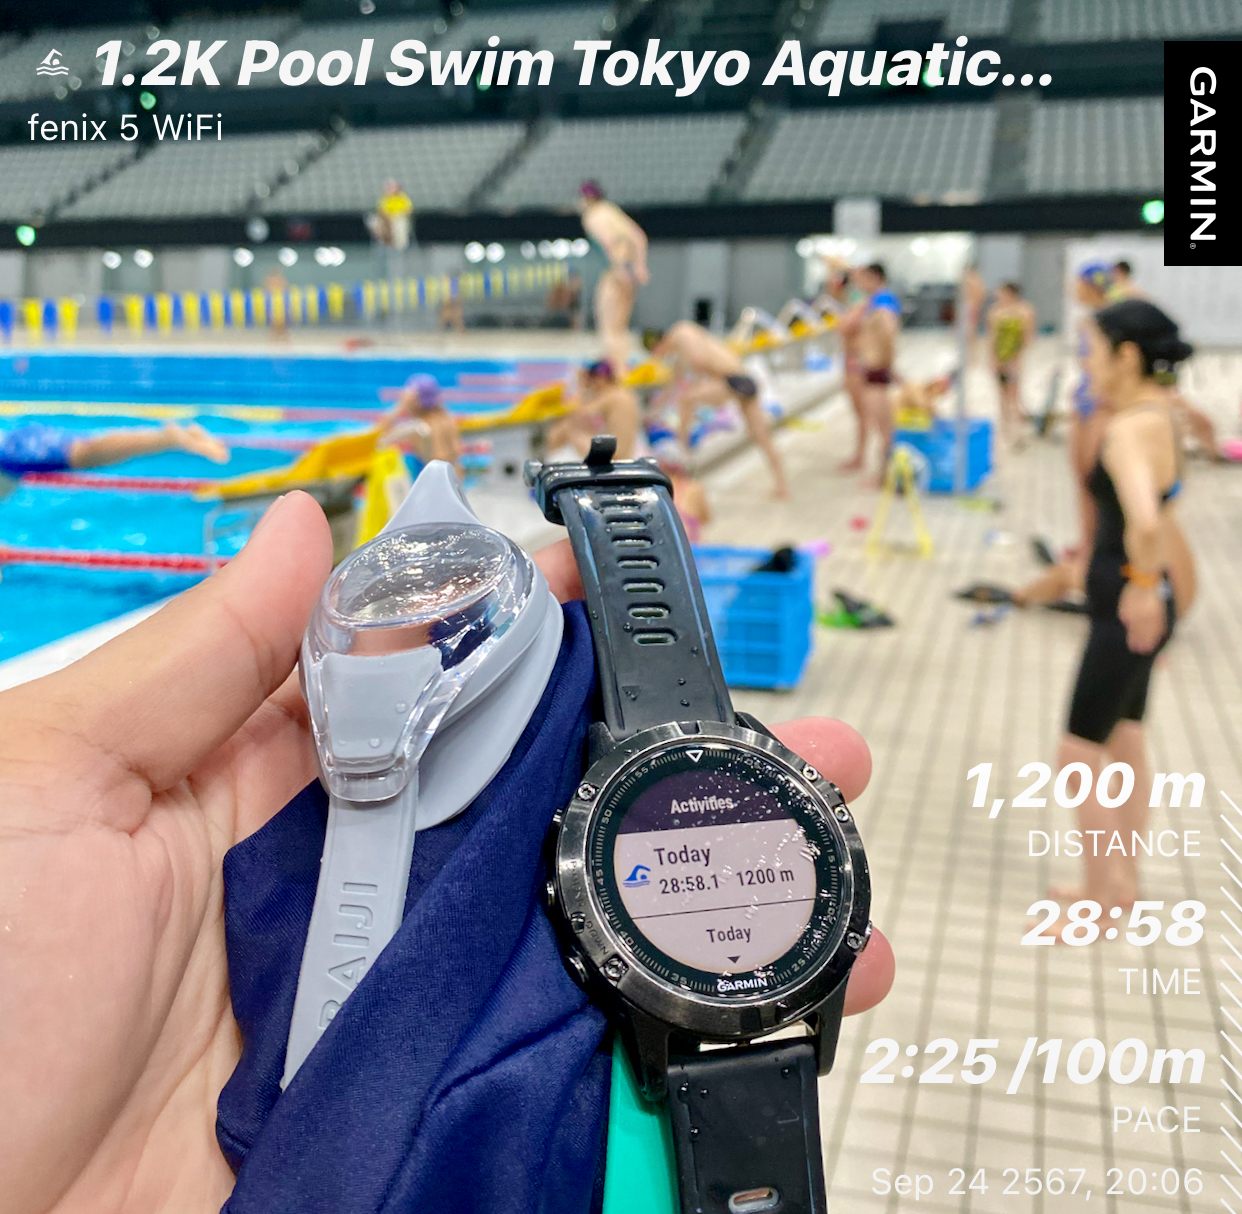 1.2K Pool Swim Tokyo Aquatic...
fenix 5 WiFi
GARMIN
Activities
Today
28:58.1 1200 m
Today
GARMIN
1,200 m
DISTANCE
28:58
TIME
2:25 /100m
PACE
Sep 24 2567, 20:06